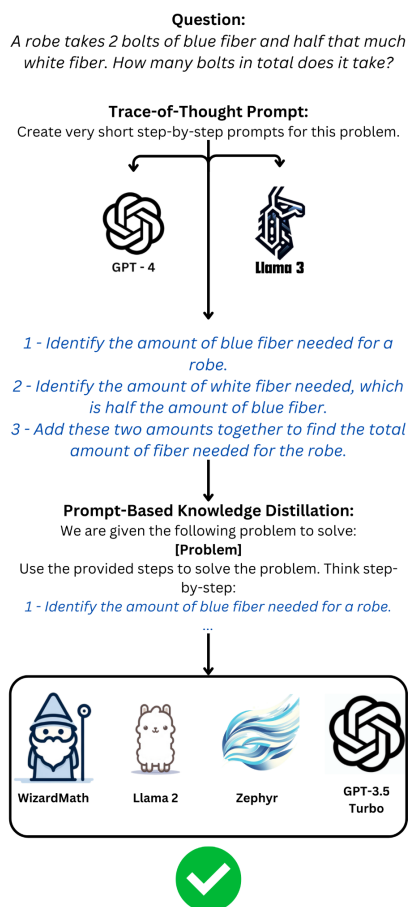 Question:
A robe takes 2 bolts of blue fiber and half that much
white fiber. How many bolts in total does it take?
Trace-of-Thought Prompt:
Create very short step-by-step prompts for this problem.
GPT - 4
Llama 3
1 - Identify the amount of blue fiber needed for a
robe.
2 - Identify the amount of white fiber needed, which
is half the amount of blue fiber.
3 - Add these two amounts together to find the total
amount of fiber needed for the robe.
Prompt-Based Knowledge Distillation:
We are given the following problem to solve:
[Problem]
Use the provided steps to solve the problem. Think step-
by-step:
1 - Identify the amount of blue fiber needed for a robe.
...
WizardMath
Llama 2
Zephyr
GPT-3.5
Turbo